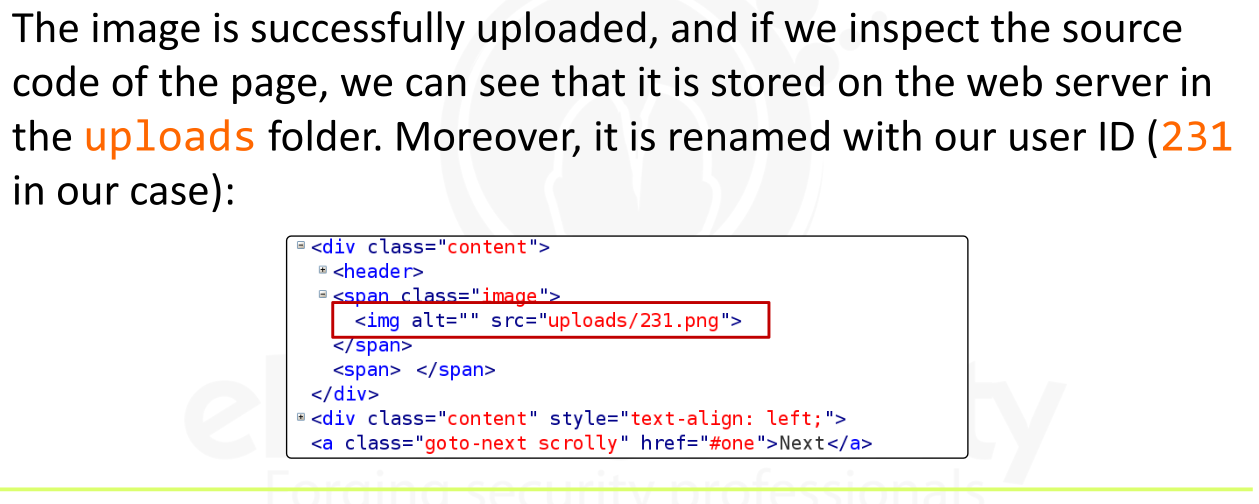 The image is successfully uploaded, and if we inspect the source
code of the page, we can see that it is stored on the web server in
the uploads folder. Moreover, it is renamed with our user ID (231
in our case):
<div class="content">
<header>
<span class="image">
<img alt="" src="uploads/231.png">
</span>
<span> </span>
</div>
<div class="content" style="text-align: left;">
<a class="goto-next scrolly" href="#one">Next</a>
Forging security professionals